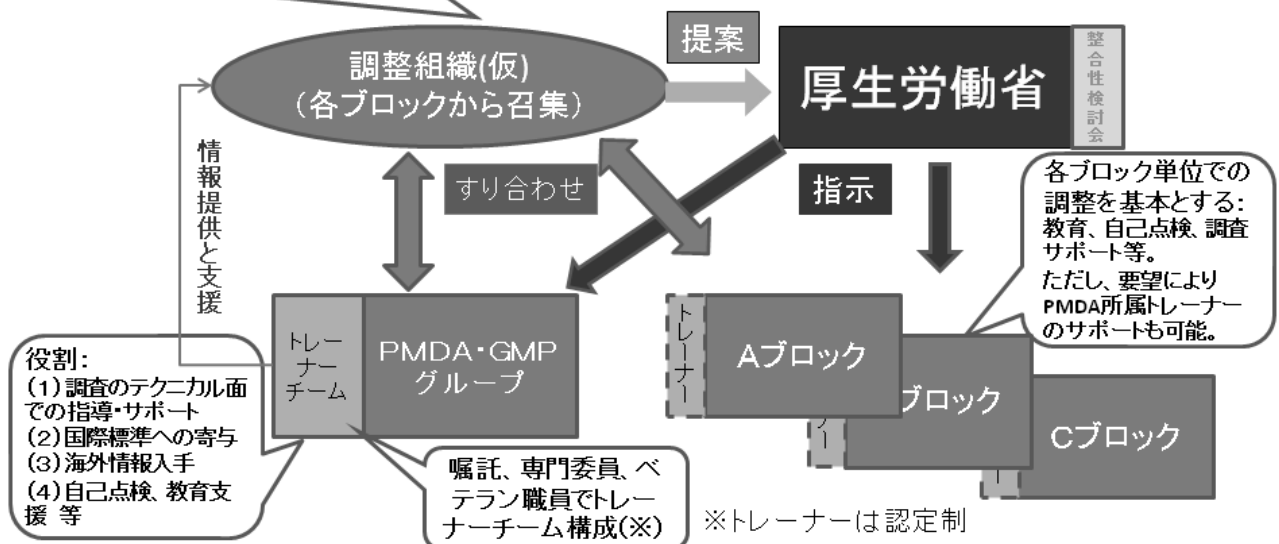 調整組織(仮)
(各ブロックから召集)
提案
厚生労働省
整合性検討会
情報提供と支援
すり合わせ
指示
各ブロック単位での
調整を基本とする:
教育、自己点検、調査
サポート等。
ただし、要望により
PMDA所属トレーナー
のサポートも可能。
役割:
(1)調査のテクニカル面
での指導・サポート
(2)国際標準への寄与
(3)海外情報入手
(4)自己点検、教育支
援 等
トレー
ナー
チーム
PMDA・GMP
グループ
トレーナー
Aブロック
ブロック
ナー
Cブロック
ー
嘱託、専門委員、ベ
テラン職員でトレー
ナーチーム構成(※)
※トレーナーは認定制